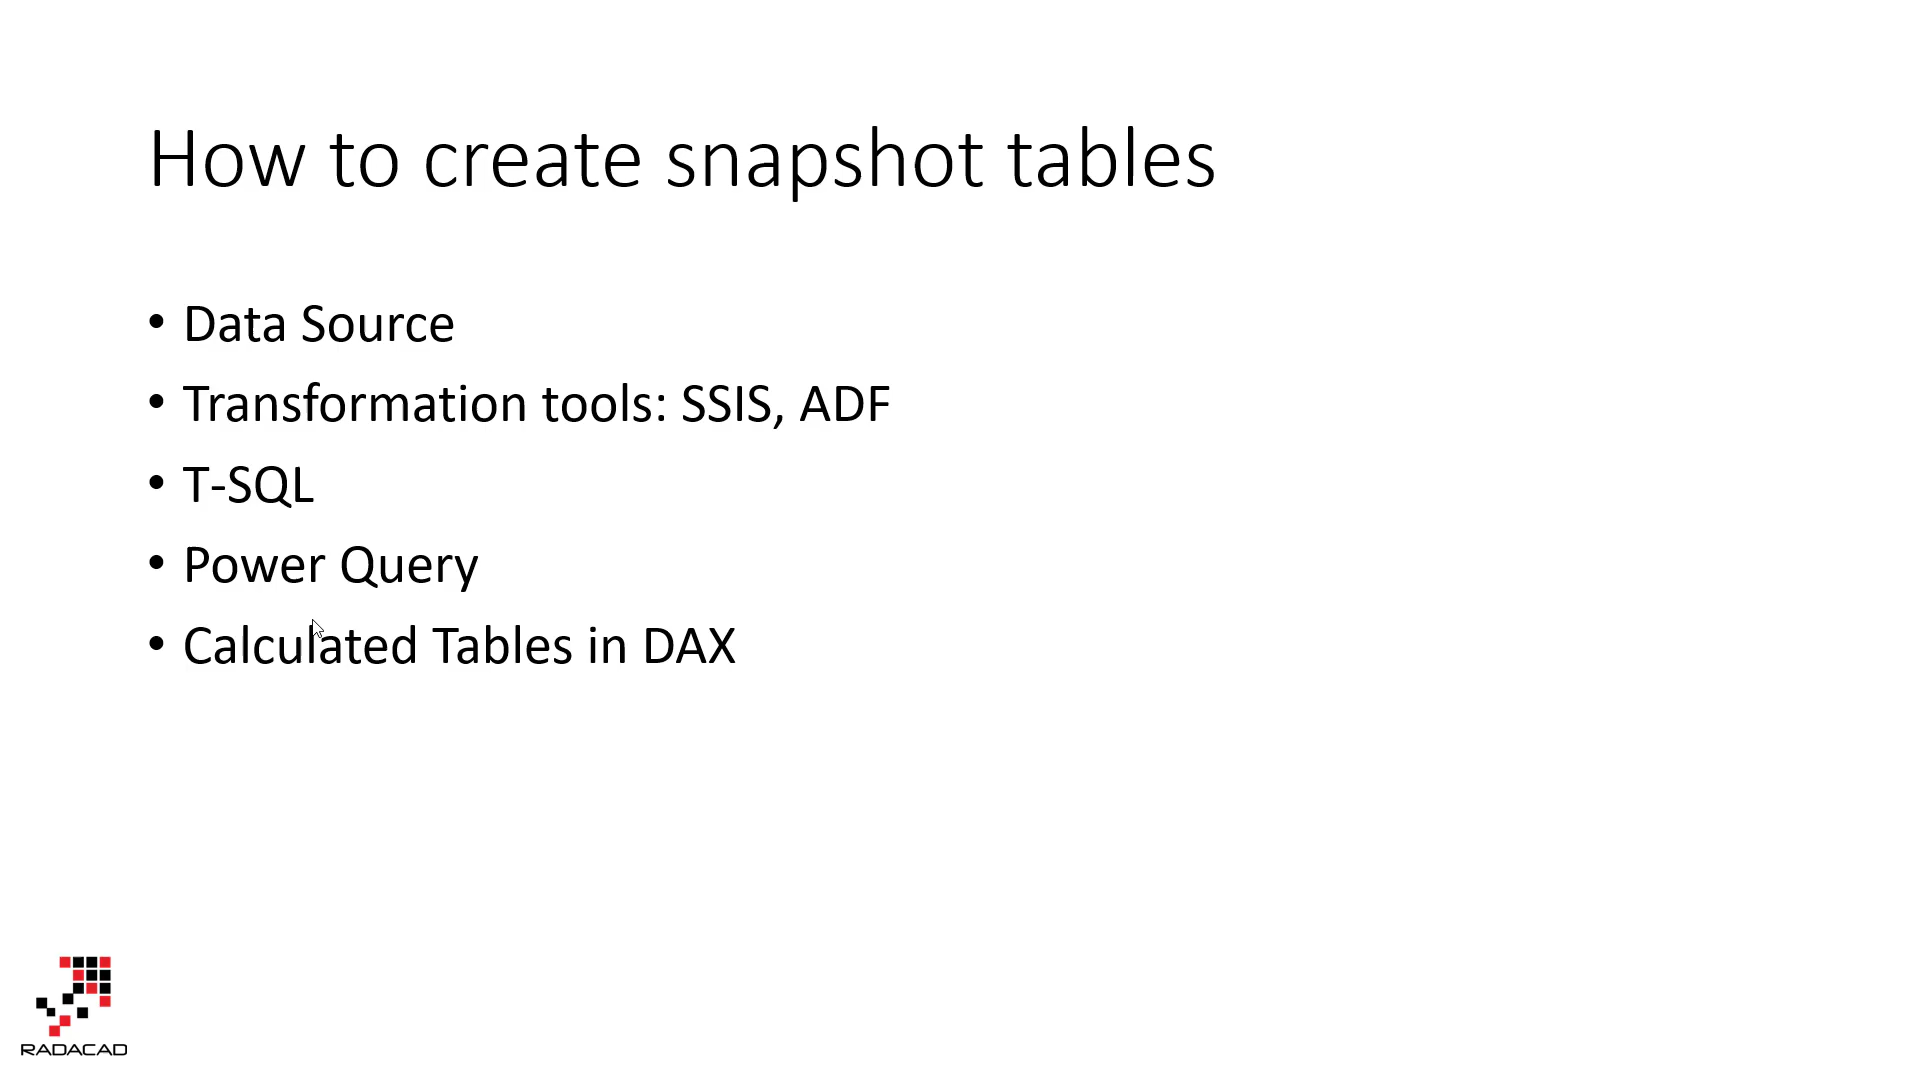 How to create snapshot tables
• Data Source
• Transformation tools: SSIS, ADF
• T-SQL
• Power Query
• Calculated Tables in DAX
RADACAD